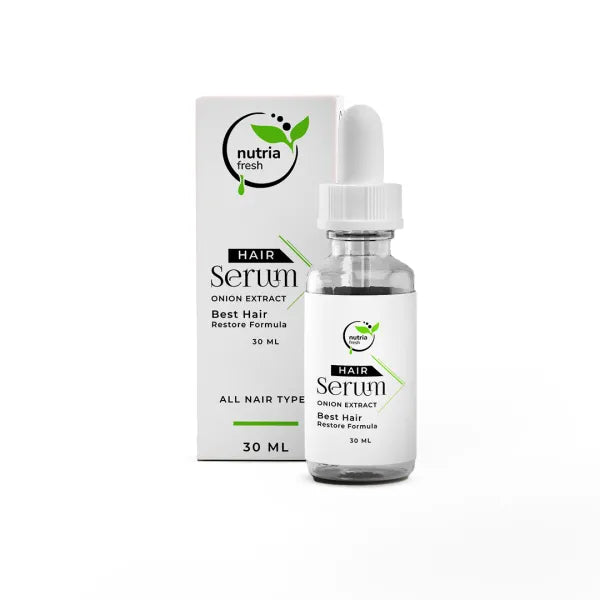 nutria
fresh
HAIR
Serum
ONION EXTRACT
Best Hair
Restore Formula
30 ML
ALL NAIR TYPE
30 ML
nutria
fresh
HAIR
Serum
ONION EXTRACT
Best Hair
Restore Formula
30 ML